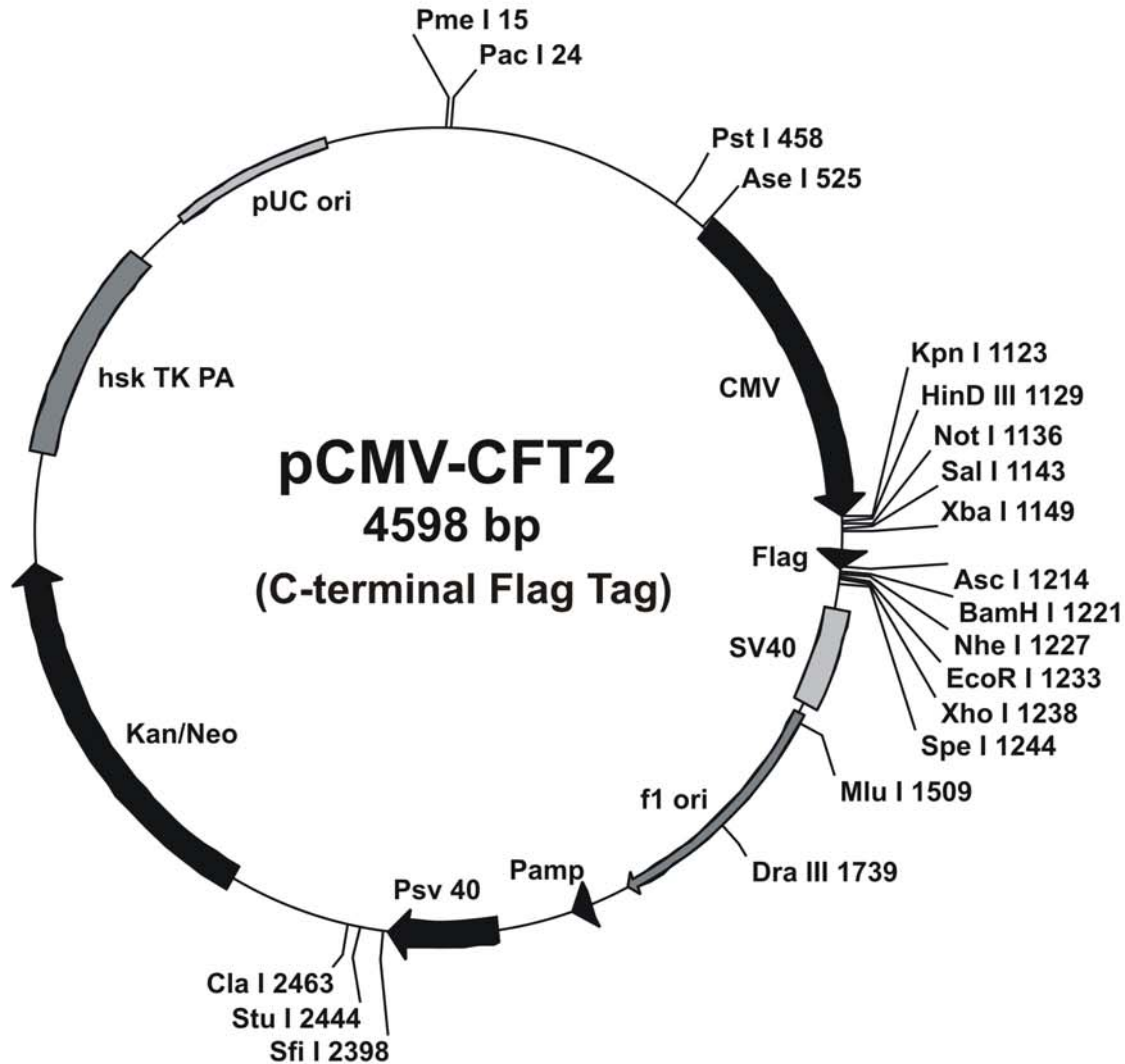 Pme I 15
Pac I 24
Pst I 458
Ase I 525
pUC ori
hsk TK PA
CMV
Kpn I 1123
HinD III 1129
Not I 1136
Sal I 1143
Xba I 1149
pCMV-CFT2
4598 bp
(C-terminal Flag Tag)
Flag
Asc I 1214
BamH I 1221
Nhe I 1227
EcoR I 1233
Xho I 1238
Spe I 1244
SV40
Mlu I 1509
f1 ori
Dra III 1739
Kan/Neo
Pamp
Psv 40
Cla I 2463
Stu I 2444
Sfi I 2398